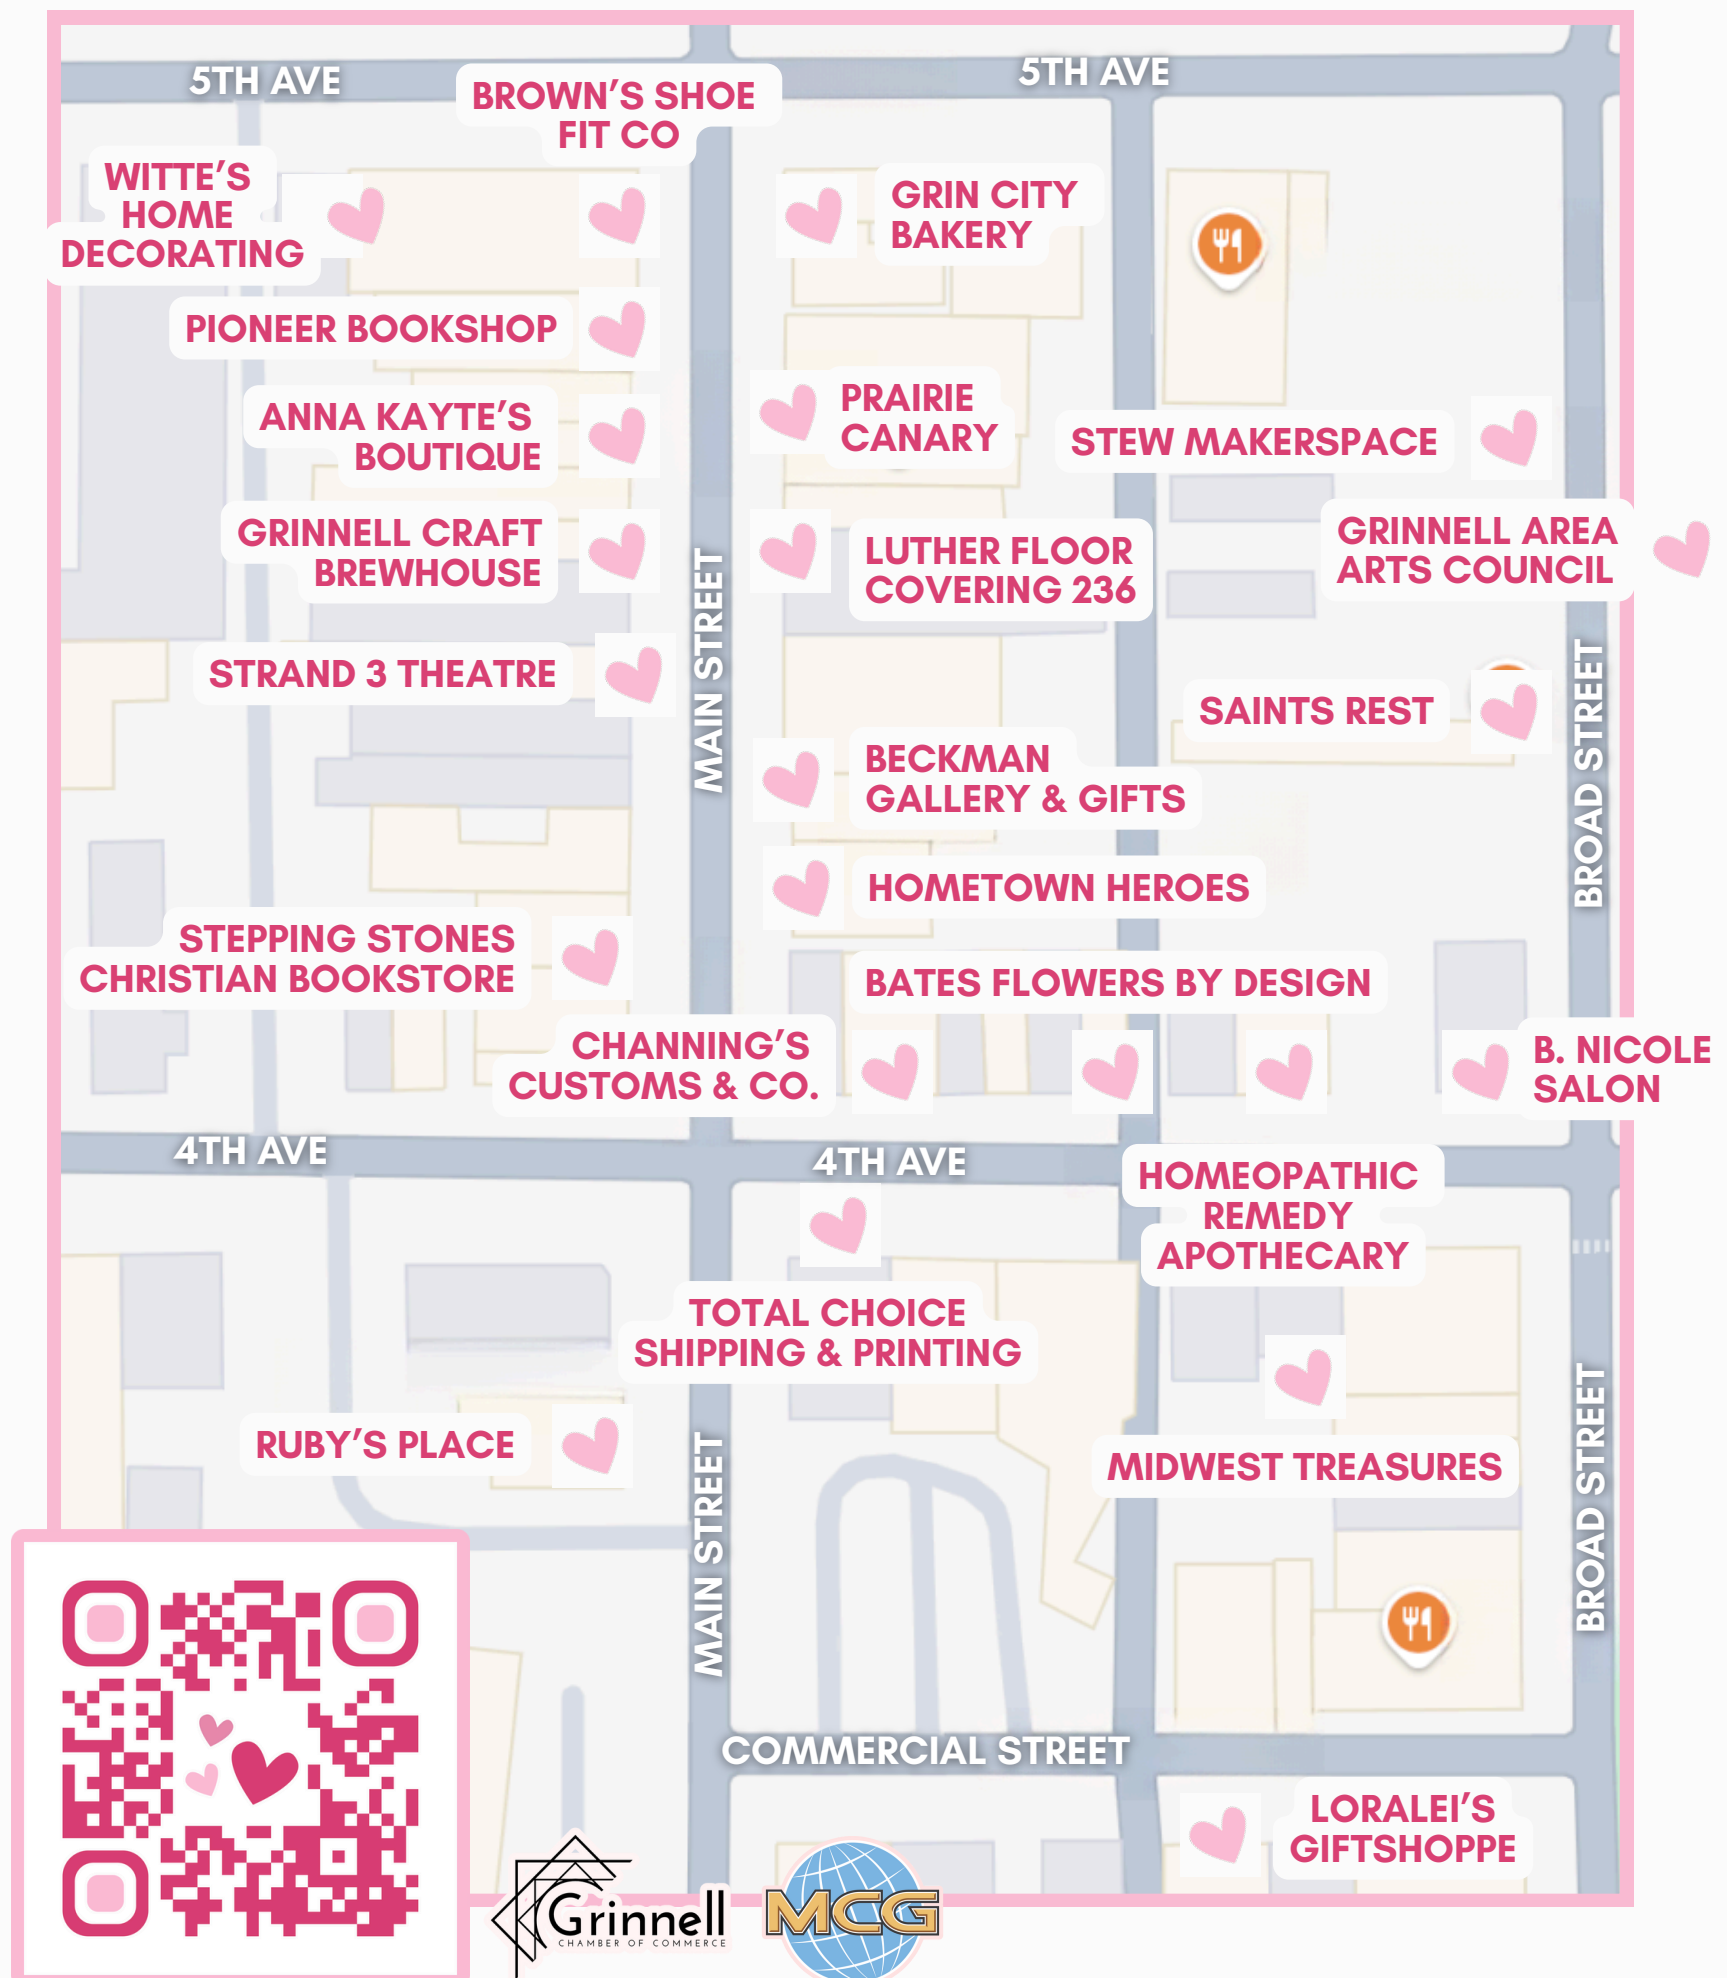 5TH AVE
5TH AVE
BROWN'S SHOE
FIT CO
WITTE'S
HOME
DECORATING
GRIN CITY
BAKERY
PIONEER BOOKSHOP
ANNA KAYTE'S
BOUTIQUE
PRAIRIE
CANARY
STEW MAKERSPACE
GRINNELL CRAFT
BREWHOUSE
LUTHER FLOOR
COVERING 236
GRINNELL AREA
ARTS COUNCIL
STRAND 3 THEATRE
MAIN STREET
SAINTS REST
BROAD STREET
BECKMAN
GALLERY & GIFTS
HOMETOWN HEROES
STEPPING STONES
CHRISTIAN BOOKSTORE
BATES FLOWERS BY DESIGN
CHANNING'S
CUSTOMS & CO.
B. NICOLE
SALON
4TH AVE
4TH AVE
HOMEOPATHIC
REMEDY
APOTHECARY
TOTAL CHOICE
SHIPPING & PRINTING
RUBY'S PLACE
MIDWEST TREASURES
MAIN STREET
BROAD STREET
COMMERCIAL STREET
LORALEI'S
GIFTSHOPPE
Grinnell
CHAMBER OF COMMERCE
MCG